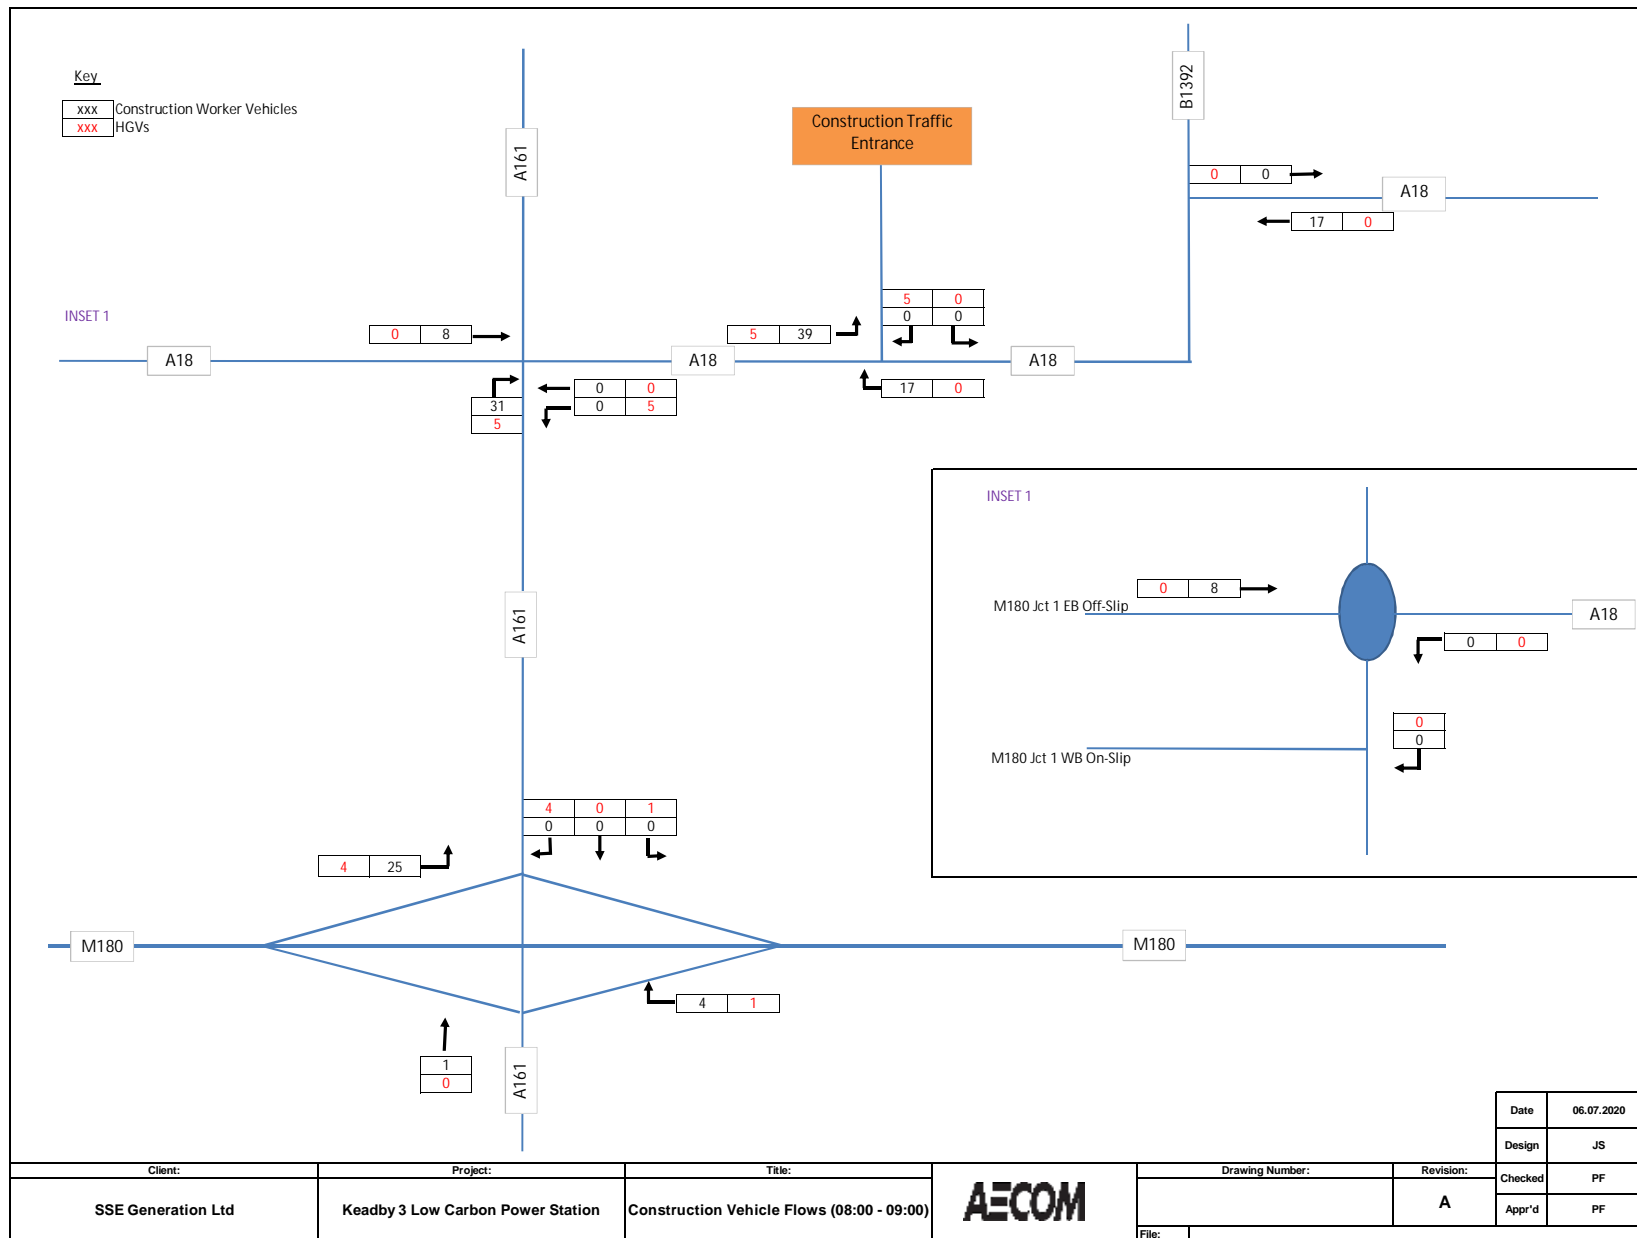 Key
xxx Construction Worker Vehicles
xxx HGVs
A161
Construction Traffic
Entrance
B1392
0 0
A18
17 0
INSET 1
0 8
5 39
5 0
0 0
A18
A18
A18
17 0
31
5
0 0
0 5
INSET 1
M180 Jct 1 EB Off-Slip
0 8
A18
0 0
0
0
M180 Jct 1 WB On-Slip
A161
4 0 1
0 0 0
4 25
M180
M180
4 1
1
0
A161
Date 06.07.2020
Design JS
Checked PF
Appr'd PF
Client:
SSE Generation Ltd
Project:
Keadby 3 Low Carbon Power Station
Title:
Construction Vehicle Flows (08:00 - 09:00)
AECOM
Drawing Number:
Revision:
A
File: